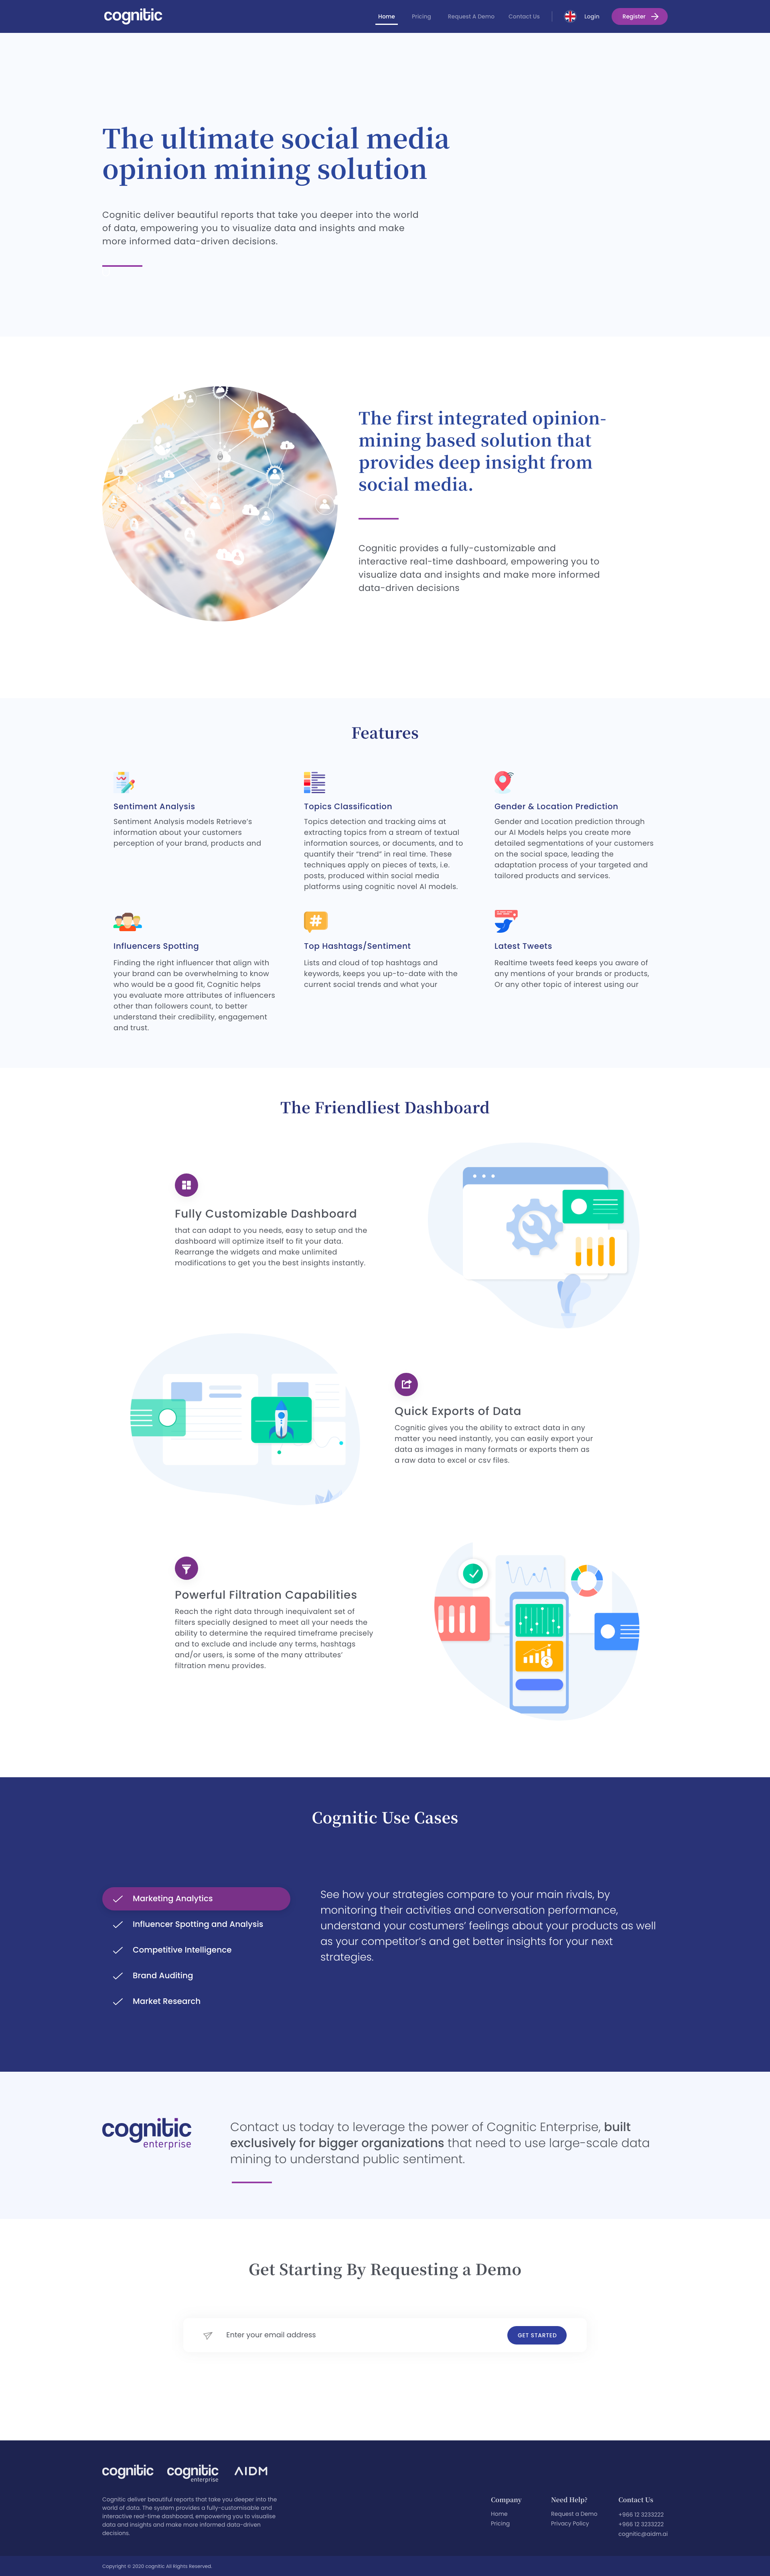 cognitic
Home Pricing Request A Demo Contact Us Login Register
The ultimate social media
opinion mining solution
Cognitic deliver beautiful reports that take you deeper into the world
of data, empowering you to visualize data and insights and make
more informed data-driven decisions.
The first integrated opinion-
mining based solution that
provides deep insight from
social media.
Cognitic provides a fully-customizable and
interactive real-time dashboard, empowering you to
visualize data and insights and make more informed
data-driven decisions
Features
Sentiment Analysis
Sentiment Analysis models Retrieve's
information about your customers
perception of your brand, products and
Topics Classification
Topics detection and tracking aims at
extracting topics from a stream of textual
information sources, or documents, and to
quantify their "trend" in real time. These
techniques apply on pieces of texts, i.e.
posts, produced within social media
platforms using cognitic novel AI models.
Gender & Location Prediction
Gender and Location prediction through
our AI Models helps you create more
detailed segmentations of your customers
on the social space, leading the
adaptation process of your targeted and
tailored products and services.
Influencers Spotting
Finding the right influencer that align with
your brand can be overwhelming to know
who would be a good fit, Cognitic helps
you evaluate more attributes of influencers
other than followers count, to better
understand their credibility, engagement
and trust.
#
Top Hashtags/Sentiment
Lists and cloud of top hashtags and
keywords, keeps you up-to-date with the
current social trends and what your
Latest Tweets
Realtime tweets feed keeps you aware of
any mentions of your brands or products,
Or any other topic of interest using our
The Friendliest Dashboard
Fully Customizable Dashboard
that can adapt to you needs, easy to setup and the
dashboard will optimize itself to fit your data.
Rearrange the widgets and make unlimited
modifications to get you the best insights instantly.
Quick Exports of Data
Cognitic gives you the ability to extract data in any
matter you need instantly, you can easily export your
data as images in many formats or exports them as
a raw data to excel or csv files.
Powerful Filtration Capabilities
Reach the right data through inequivalent set of
filters specially designed to meet all your needs the
ability to determine the required timeframe precisely
and to exclude and include any terms, hashtags
and/or users, is some of the many attributes'
filtration menu provides.
$
Cognitic Use Cases
Marketing Analytics
Influencer Spotting and Analysis
Competitive Intelligence
Brand Auditing
Market Research
See how your strategies compare to your main rivals, by
monitoring their activities and conversation performance,
understand your costumers' feelings about your products as well
as your competitor's and get better insights for your next
strategies.
cognitic
enterprise
Contact us today to leverage the power of Cognitic Enterprise, built
exclusively for bigger organizations that need to use large-scale data
mining to understand public sentiment.
Get Starting By Requesting a Demo
Enter your email address
GET STARTED
cognitic cognitic AIDM
enterprise
Cognitic deliver beautiful reports that take you deeper into the
world of data. The system provides a fully-customisable and
interactive real-time dashboard, empowering you to visualise
data and insights and make more informed data-driven
decisions.
Company
Home
Pricing
Need Help?
Request a Demo
Privacy Policy
Contact Us
+966 12 3233222
+966 12 3233222
cognitic@aidm.ai
Copyright © 2020 cognitic All Rights Reserved.